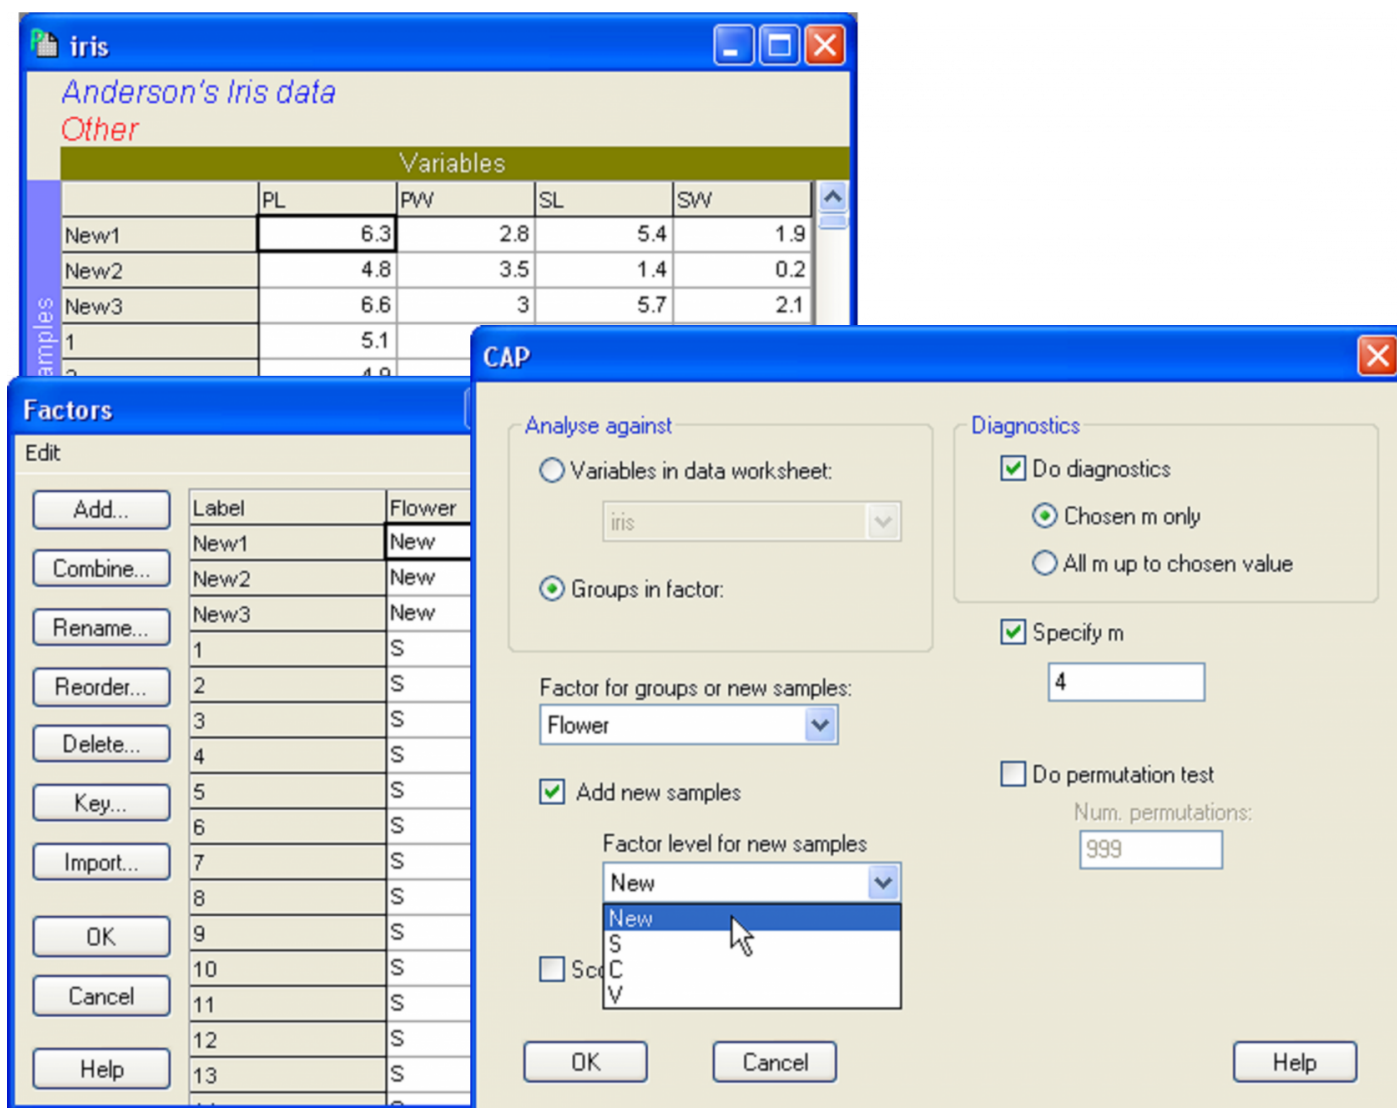 iris
Anderson's Iris data
Other
Variables
PL PW SL SW
New1 6.3 2.8 5.4 1.9
New2 4.8 3.5 1.4 0.2
New3 6.6 3 5.7 2.1
1 5.1
Factors
Edit
Add...
Combine...
Rename...
Reorder...
Delete...
Key...
Import...
OK
Cancel
Help
Label Flower
New1 New
New2 New
New3 New
1 S
2 S
3 S
4 S
5 S
6 S
7 S
8 S
9 S
10 S
11 S
12 S
13 S
CAP
Analyse against
Variables in data worksheet:
iris
Groups in factor:
Factor for groups or new samples:
Flower
Add new samples
Factor level for new samples
New
New
S
C
V
OK
Cancel
Diagnostics
Do diagnostics
Chosen m only
All m up to chosen value
Specify m
4
Do permutation test
Num. permutations:
999
Help